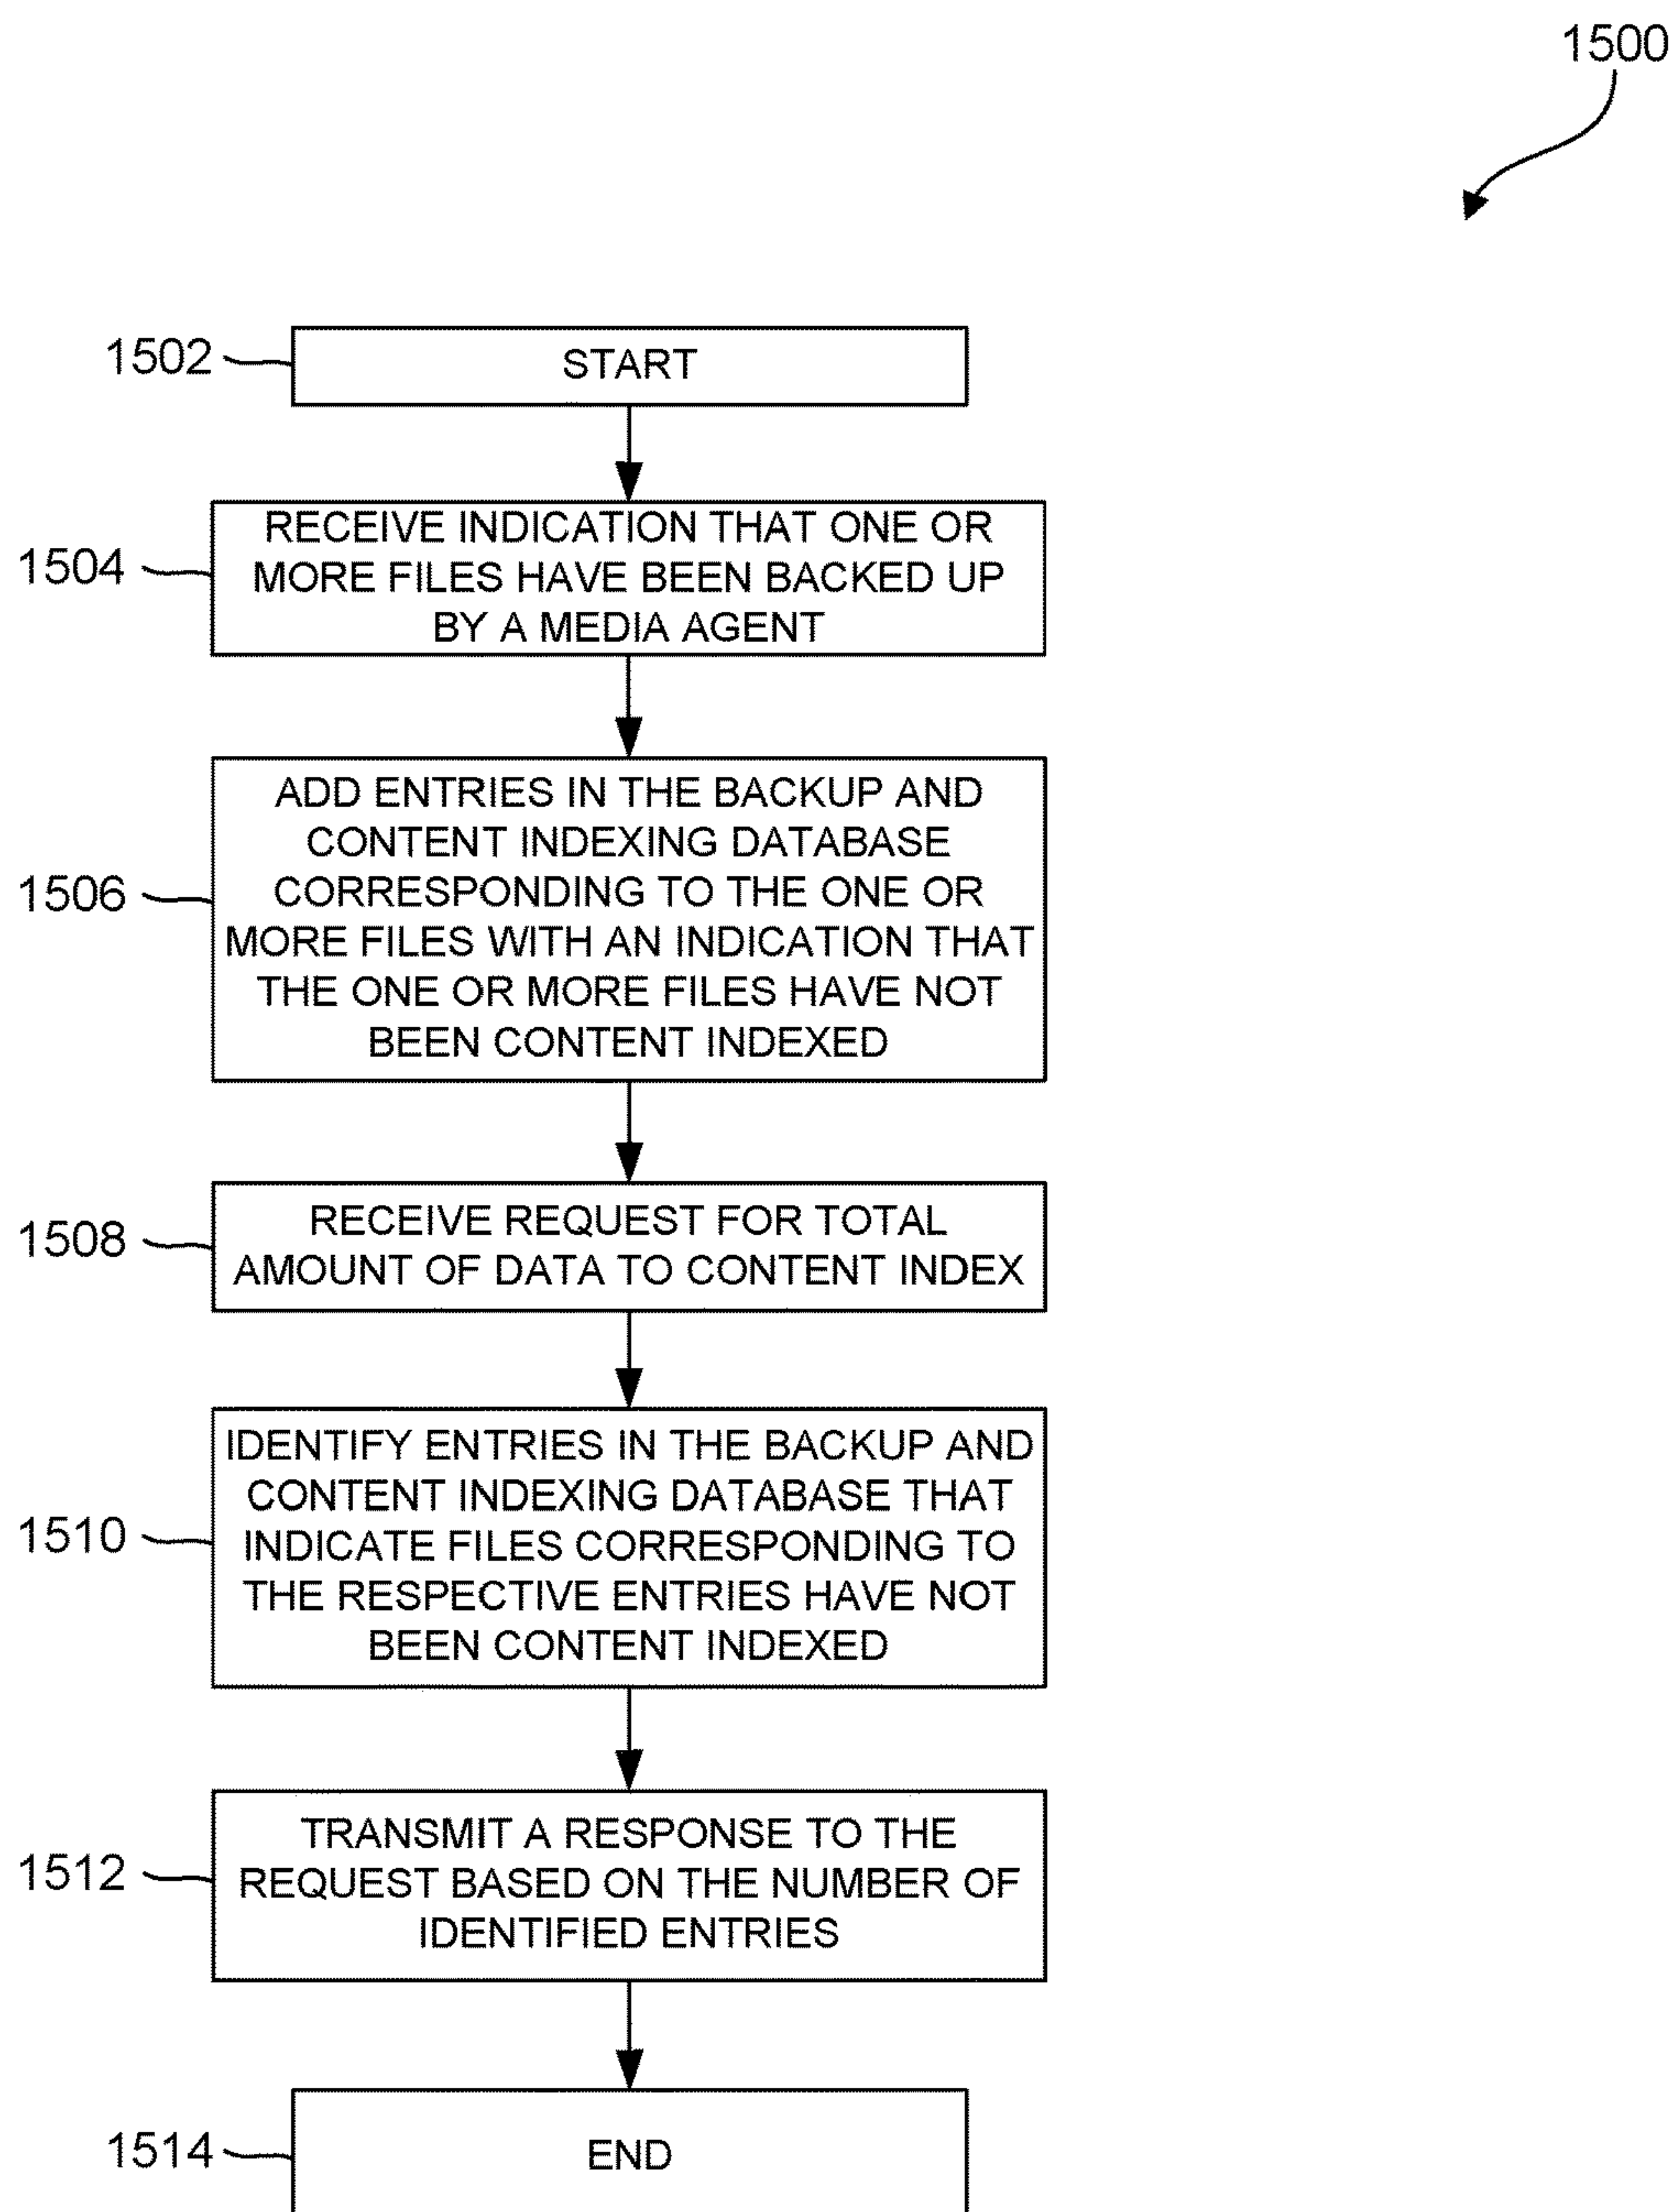 1500
1502
START
1504
RECEIVE INDICATION THAT ONE OR
MORE FILES HAVE BEEN BACKED UP
BY A MEDIA AGENT
1506
ADD ENTRIES IN THE BACKUP AND
CONTENT INDEXING DATABASE
CORRESPONDING TO THE ONE OR
MORE FILES WITH AN INDICATION THAT
THE ONE OR MORE FILES HAVE NOT
BEEN CONTENT INDEXED
1508
RECEIVE REQUEST FOR TOTAL
AMOUNT OF DATA TO CONTENT INDEX
1510
IDENTIFY ENTRIES IN THE BACKUP AND
CONTENT INDEXING DATABASE THAT
INDICATE FILES CORRESPONDING TO
THE RESPECTIVE ENTRIES HAVE NOT
BEEN CONTENT INDEXED
1512
TRANSMIT A RESPONSE TO THE
REQUEST BASED ON THE NUMBER OF
IDENTIFIED ENTRIES
1514
END